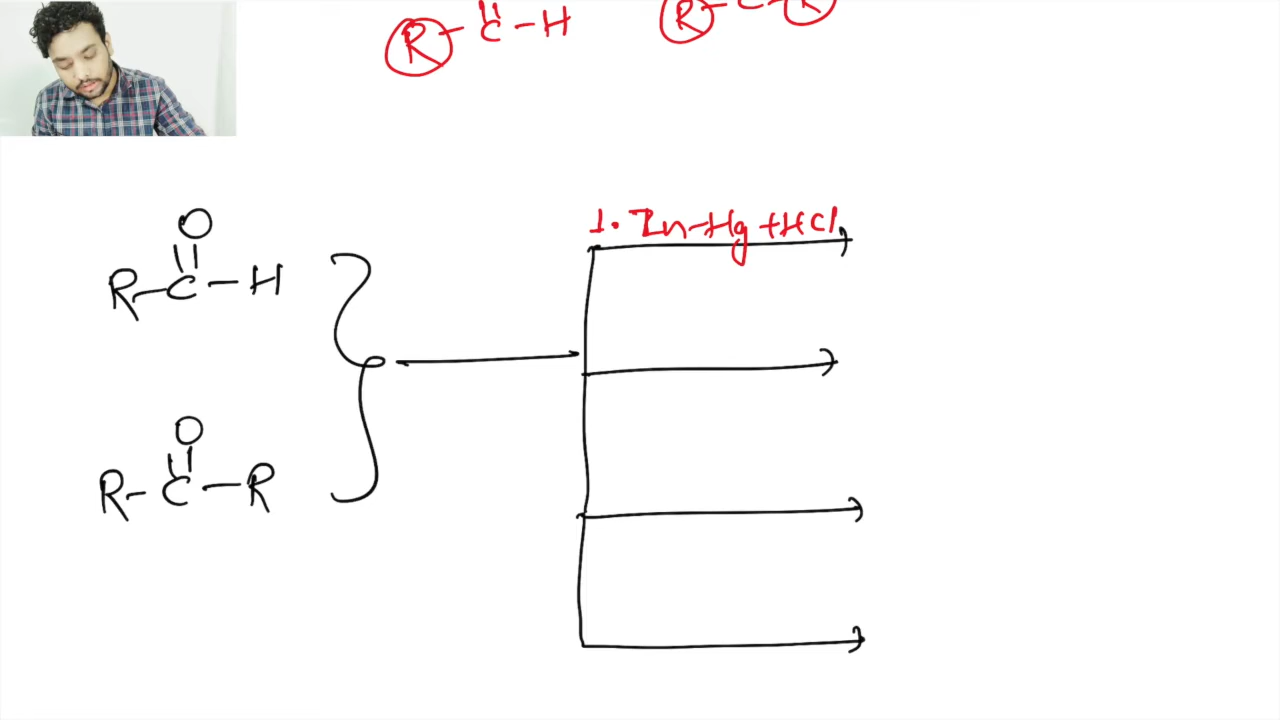 R-C-H R-C-R
1. Zn-Hg+HCl
O
||
R-C-H
O
||
R-C-R